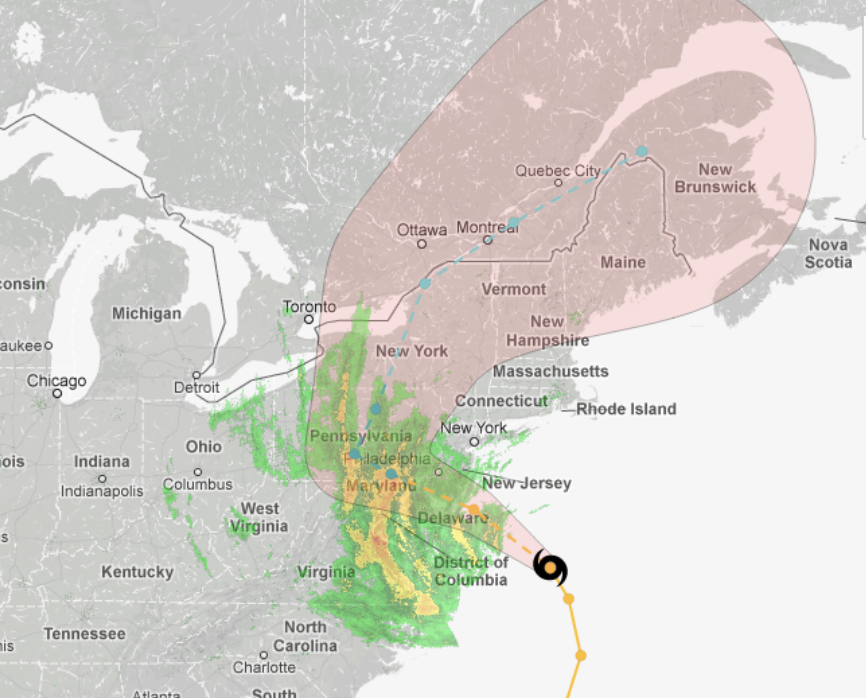 Quebec City
New
Brunswick
Ottawa
Montreal
Nova
Scotia
Maine
consin
Vermont
Toronto
Michigan
New
Hampshire
aukee
New York
Massachusetts
Chicago
Detroit
Connecticut
Rhode Island
New York
Pennsylvania
Ohio
Philadelphia
ois
Indiana
Columbus
Maryland
New Jersey
Indianapolis
West
Virginia
Delaware
s
District of
Columbia
Kentucky
Virginia
Tennessee
North
Carolina
is
Charlotte
Atlanta
South